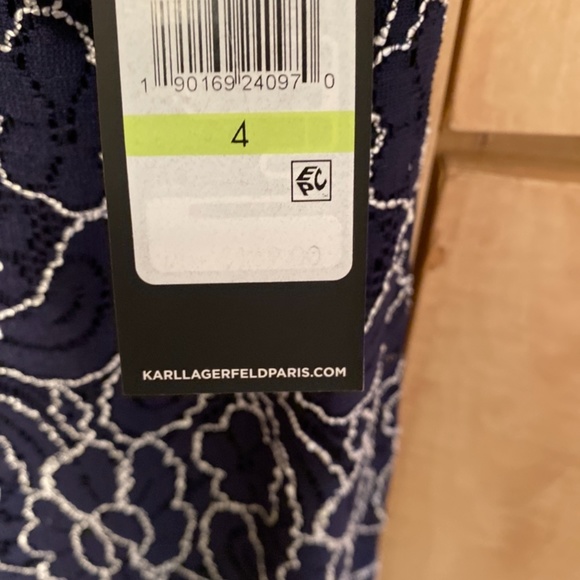 1 90169 24097 0
4
EPC
KARLLAGERFELDPARIS.COM